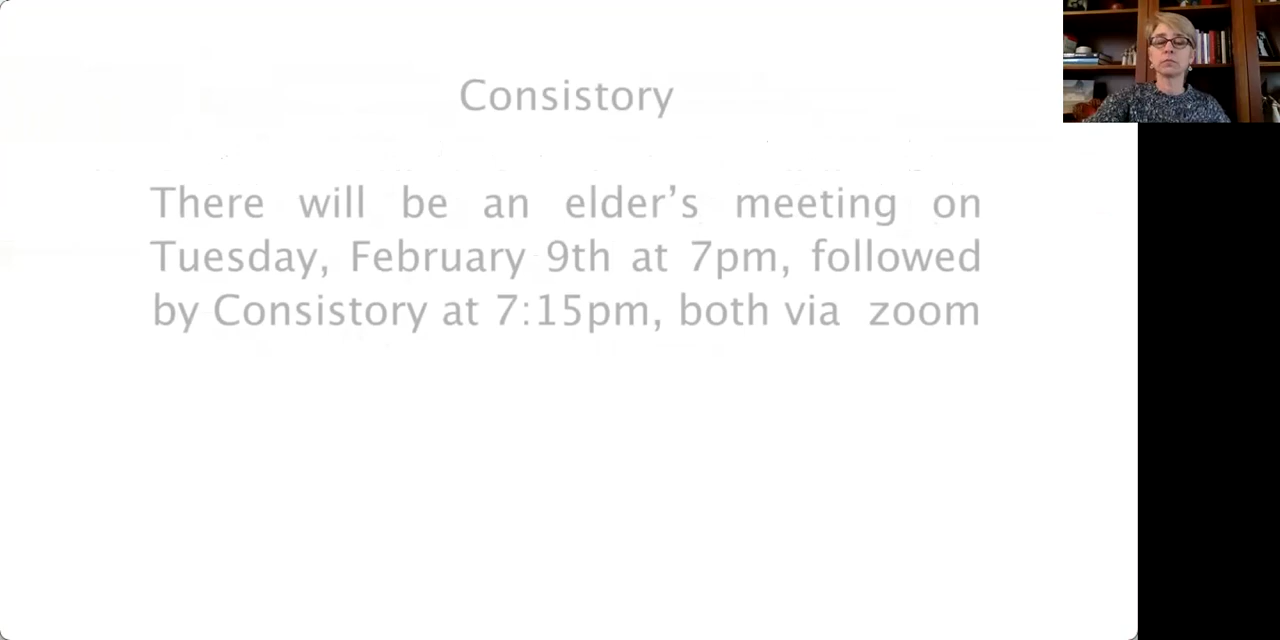 Consistory
There will be an elder’s meeting on
Tuesday, February 9th at 7pm, followed
by Consistory at 7:15pm, both via zoom